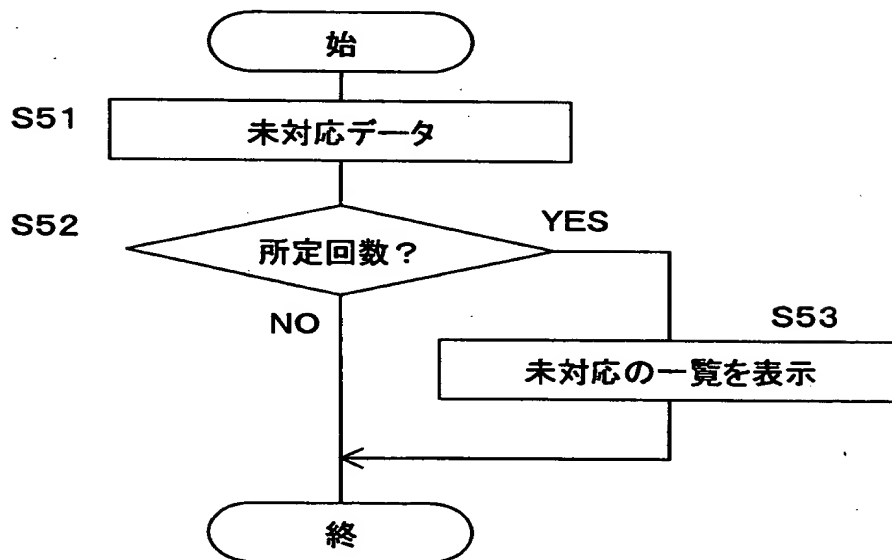 始
S51
未対応データ
S52
所定回数？
YES
NO
S53
未対応の一覧を表示
終